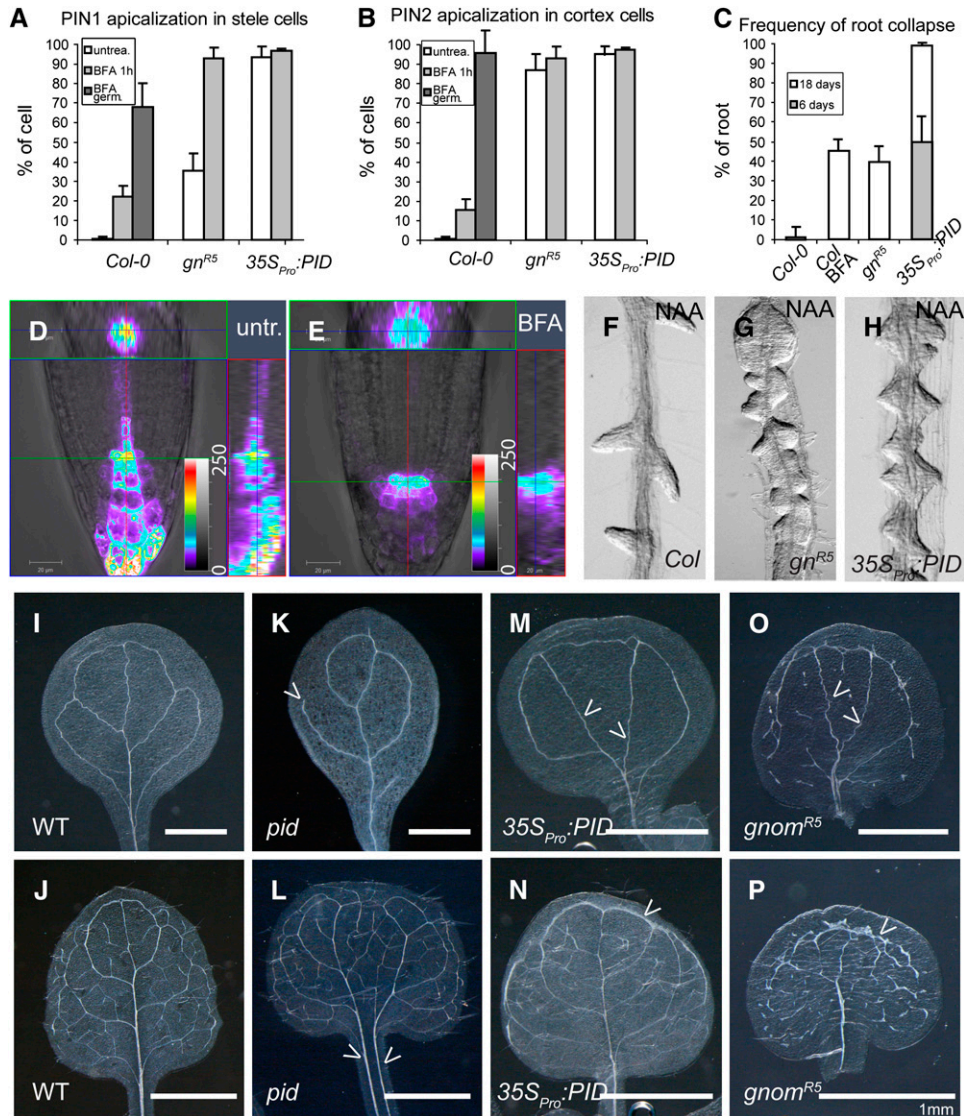 A PIN1 apicalization in stele cells
% of cell
100
90
80
70
60
50
40
30
20
10
0
untrea.
BFA 1h
BFA
germ.
Col-0 gn^R5 35S_Pro:PID
B PIN2 apicalization in cortex cells
% of cells
100
90
80
70
60
50
40
30
20
10
0
untrea.
BFA 1h
BFA
germ.
Col-0 gn^R5 35S_Pro:PID
C Frequency of root collapse
% of root
100
90
80
70
60
50
40
30
20
10
0
18 days
6 days
Col-0
Col
BFA
gn^R5
35S_Pro:PID
D untr.
250
0
20 µm
E BFA
250
0
20 µm
F NAA
Col
G NAA
gn^R5
H NAA
35S_Pro:PID
I
WT
K
pid
M
35S_Pro:PID
O
gnom^R5
J
WT
L
pid
N
35S_Pro:PID
P
gnom^R5
1mm